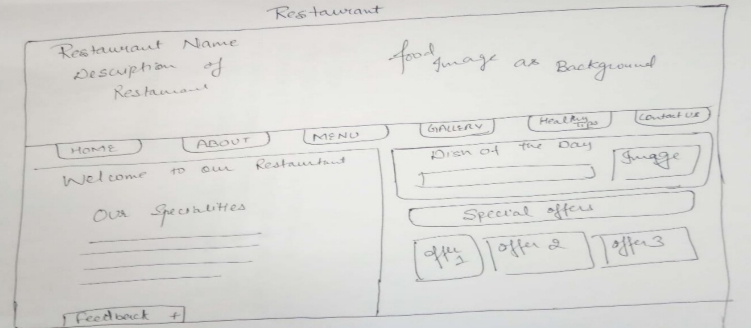 Restaurant
Restaurant Name
Description of
Restaurant
food
Image as Background
HOME
ABOUT
MENU
GALLERY
Healthy
Tips
Contact Us
Welcome to our Restaurant
Our Specialities
Dish of the Day
Image
Special offers
offer
1
offer 2
offer 3
Feedback +